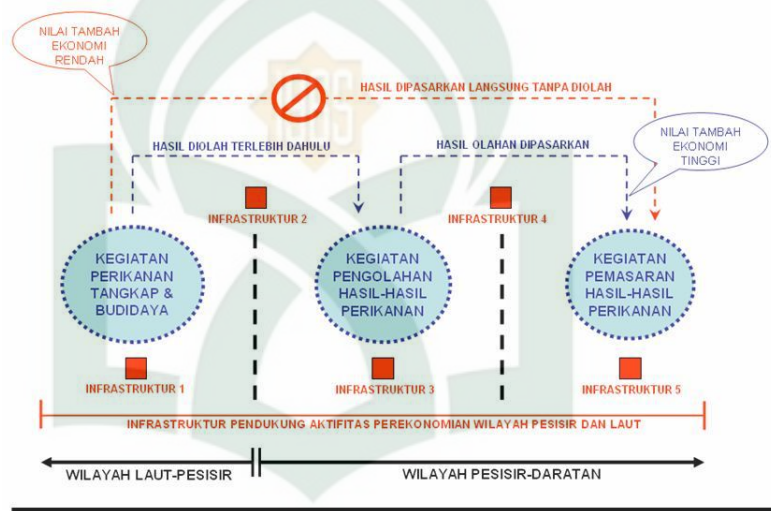 NILAI TAMBAH
EKONOMI
RENDAH
HASIL DIPASARKAN LANGSUNG TANPA DIOLAH
HASIL DIOLAH TERLEBIH DAHULU
HASIL OLAHAN DIPASARKAN
NILAI TAMBAH
EKONOMI
TINGGI
INFRASTRUKTUR 2
INFRASTRUKTUR 4
KEGIATAN
PERIKANAN
TANGKAP &
BUDIDAYA
KEGIATAN
PENGOLAHAN
HASIL-HASIL
PERIKANAN
KEGIATAN
PEMASARAN
HASIL-HASIL
PERIKANAN
INFRASTRUKTUR 1
INFRASTRUKTUR 3
INFRASTRUKTUR 5
INFRASTRUKTUR PENDUKUNG AKTIFITAS PEREKONOMIAN WILAYAH PESISIR DAN LAUT
WILAYAH LAUT-PESISIR
WILAYAH PESISIR-DARATAN